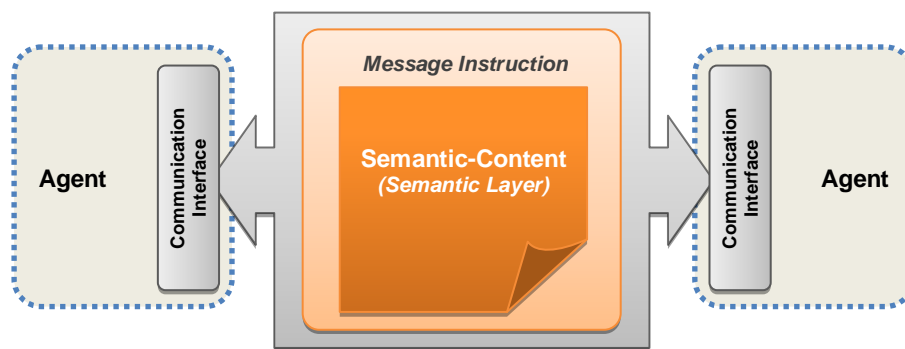 Message Instruction
Agent
Communication
Interface
Semantic-Content
(Semantic Layer)
Communication
Interface
Agent